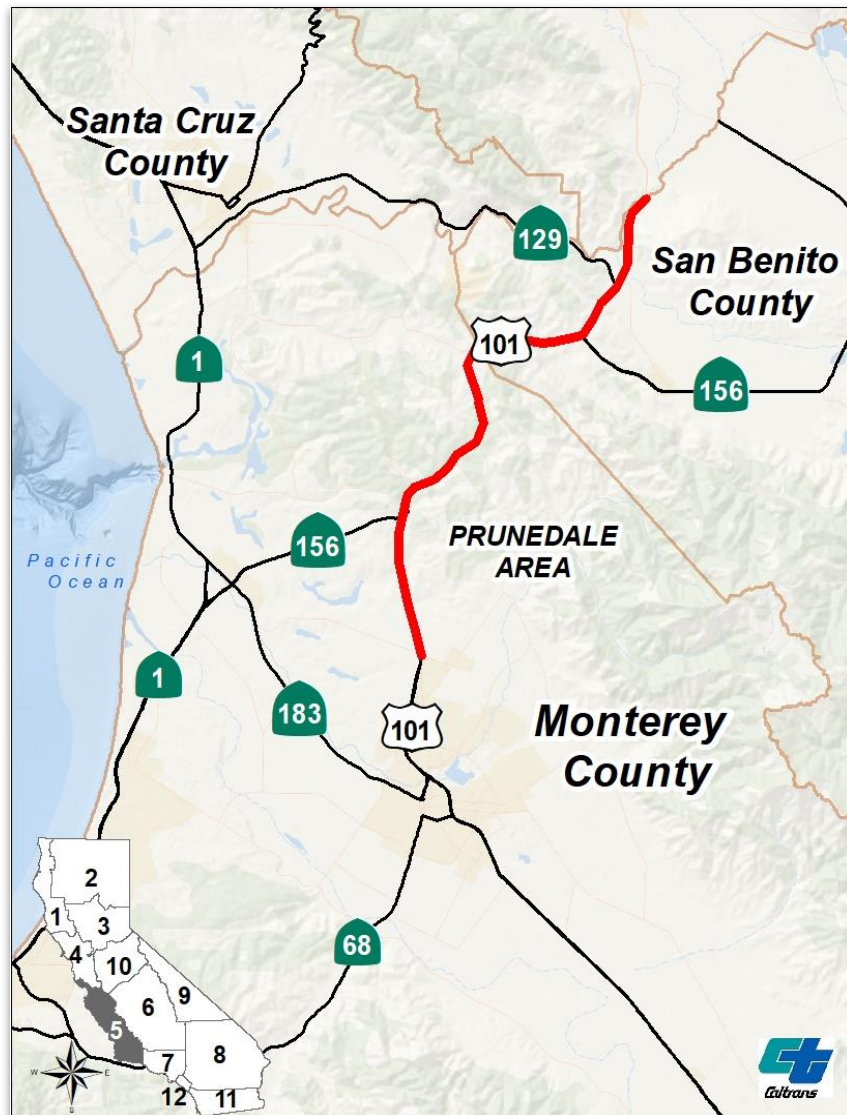 Santa Cruz
County
129
San Benito
County
101
1
156
156
PRUNEDALE
AREA
Pacific
Ocean
1
183
101
Monterey
County
68
2
1
3
4
10
6
9
5
7
8
12
11
N
W
E
S
Caltrans